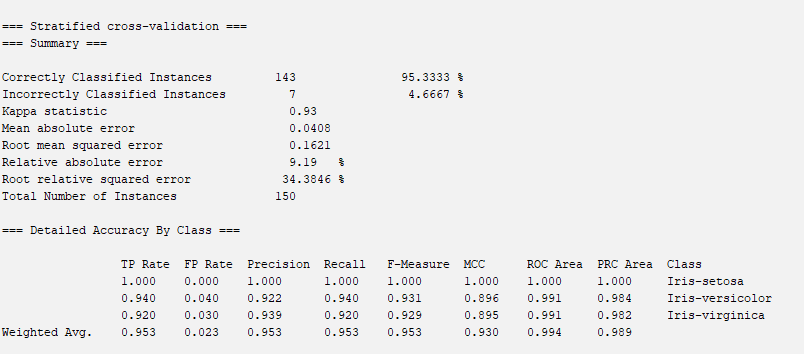 === Stratified cross-validation ===
=== Summary ===
Correctly Classified Instances 143 95.3333 %
Incorrectly Classified Instances 7 4.6667 %
Kappa statistic 0.93
Mean absolute error 0.0408
Root mean squared error 0.1621
Relative absolute error 9.19 %
Root relative squared error 34.3846 %
Total Number of Instances 150
=== Detailed Accuracy By Class ===
TP Rate FP Rate Precision Recall F-Measure MCC ROC Area PRC Area Class
1.000 0.000 1.000 1.000 1.000 1.000 1.000 1.000 Iris-setosa
0.940 0.040 0.922 0.940 0.931 0.896 0.991 0.984 Iris-versicolor
0.920 0.030 0.939 0.920 0.929 0.895 0.991 0.982 Iris-virginica
Weighted Avg. 0.953 0.023 0.953 0.953 0.953 0.930 0.994 0.989